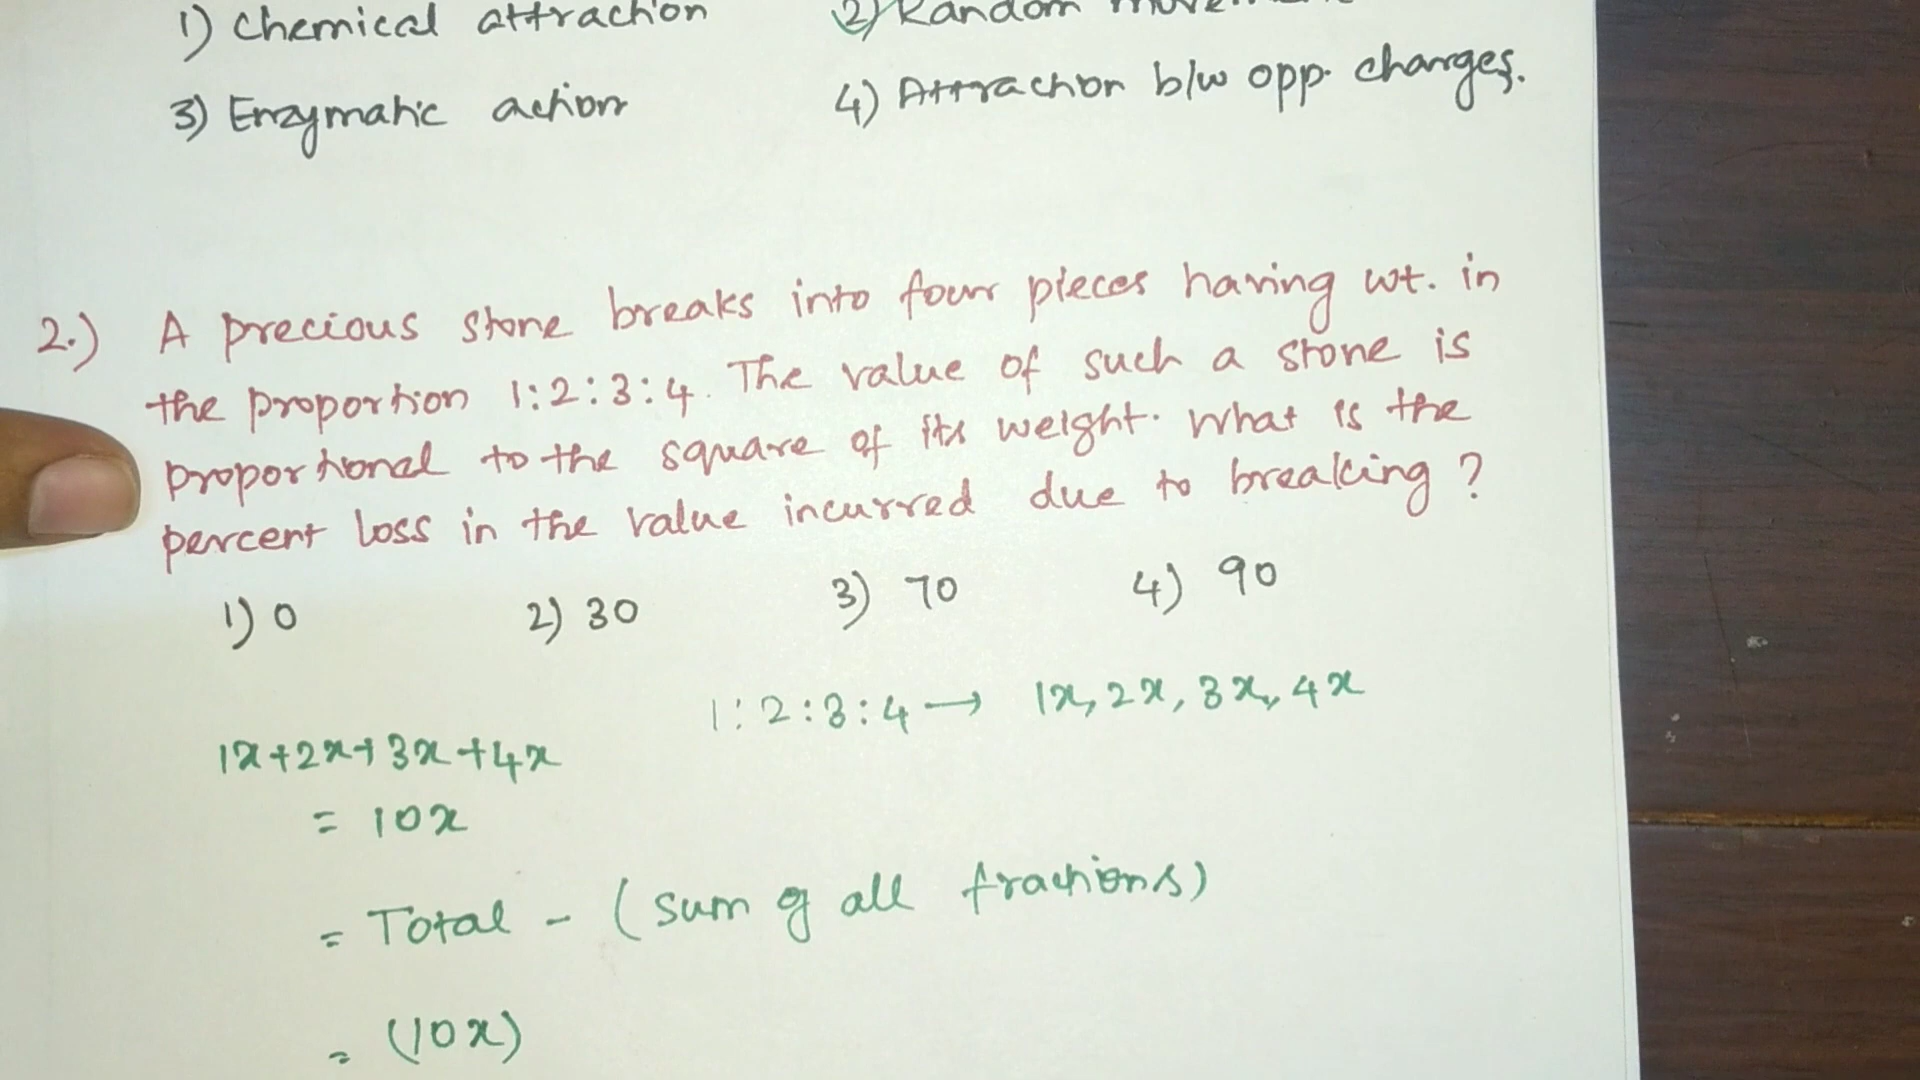 1) Chemical attraction 2) Random
3) Enzymatic action 4) Attraction b/w opp. charges.
2.) A precious stone breaks into four pieces having wt. in
the proportion 1:2:3:4. The value of such a stone is
proportional to the square of its weight. What is the
percent loss in the value incurred due to breaking ?
1) 0 2) 30 3) 70 4) 90
1:2:3:4 → 1x, 2x, 3x, 4x
1x+2x+3x+4x
= 10x
= Total - (sum of all fractions)
= (10x)